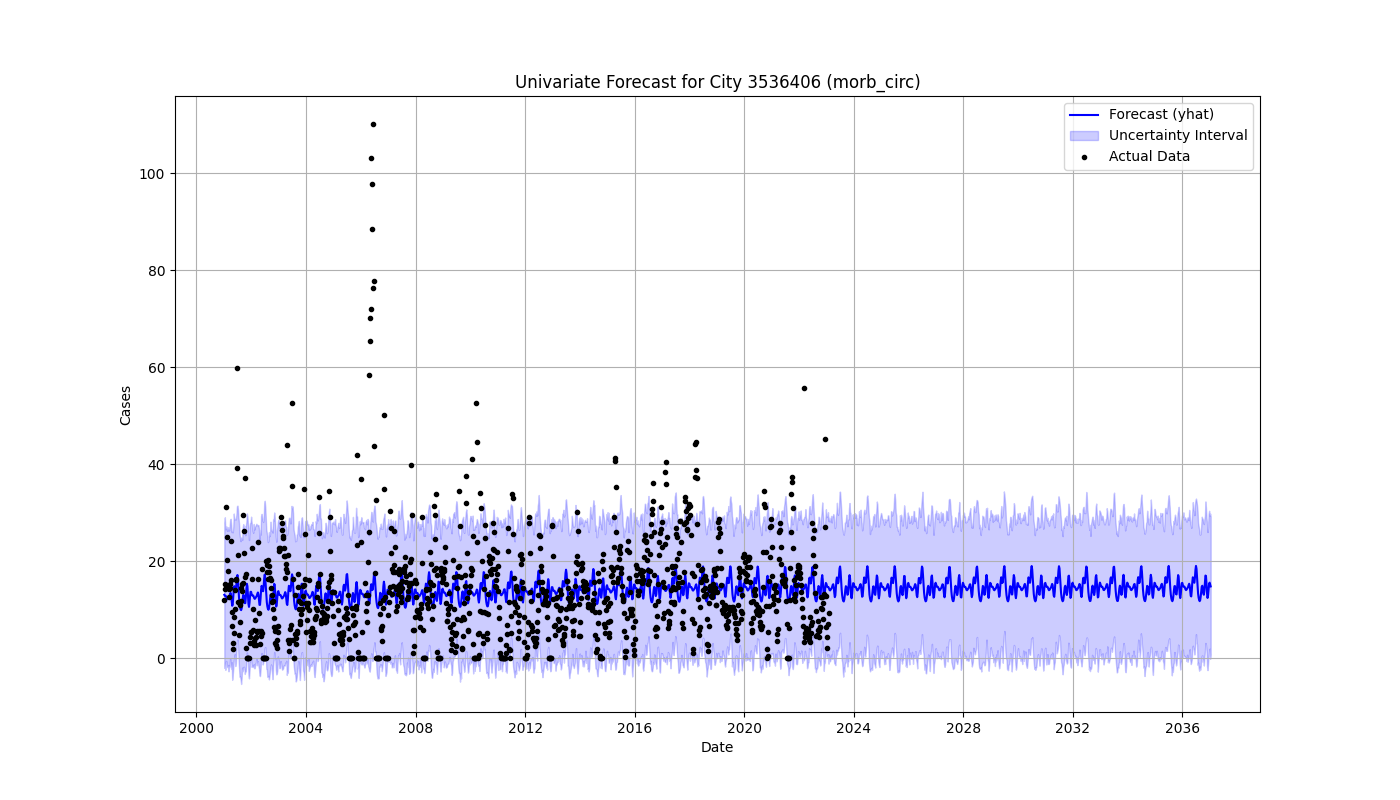 Univariate Forecast for City 3536406 (morb_circ)
Forecast (yhat)
Uncertainty Interval
Actual Data
Cases
100
80
60
40
20
0
2000 2004 2008 2012 2016 2020 2024 2028 2032 2036
Date